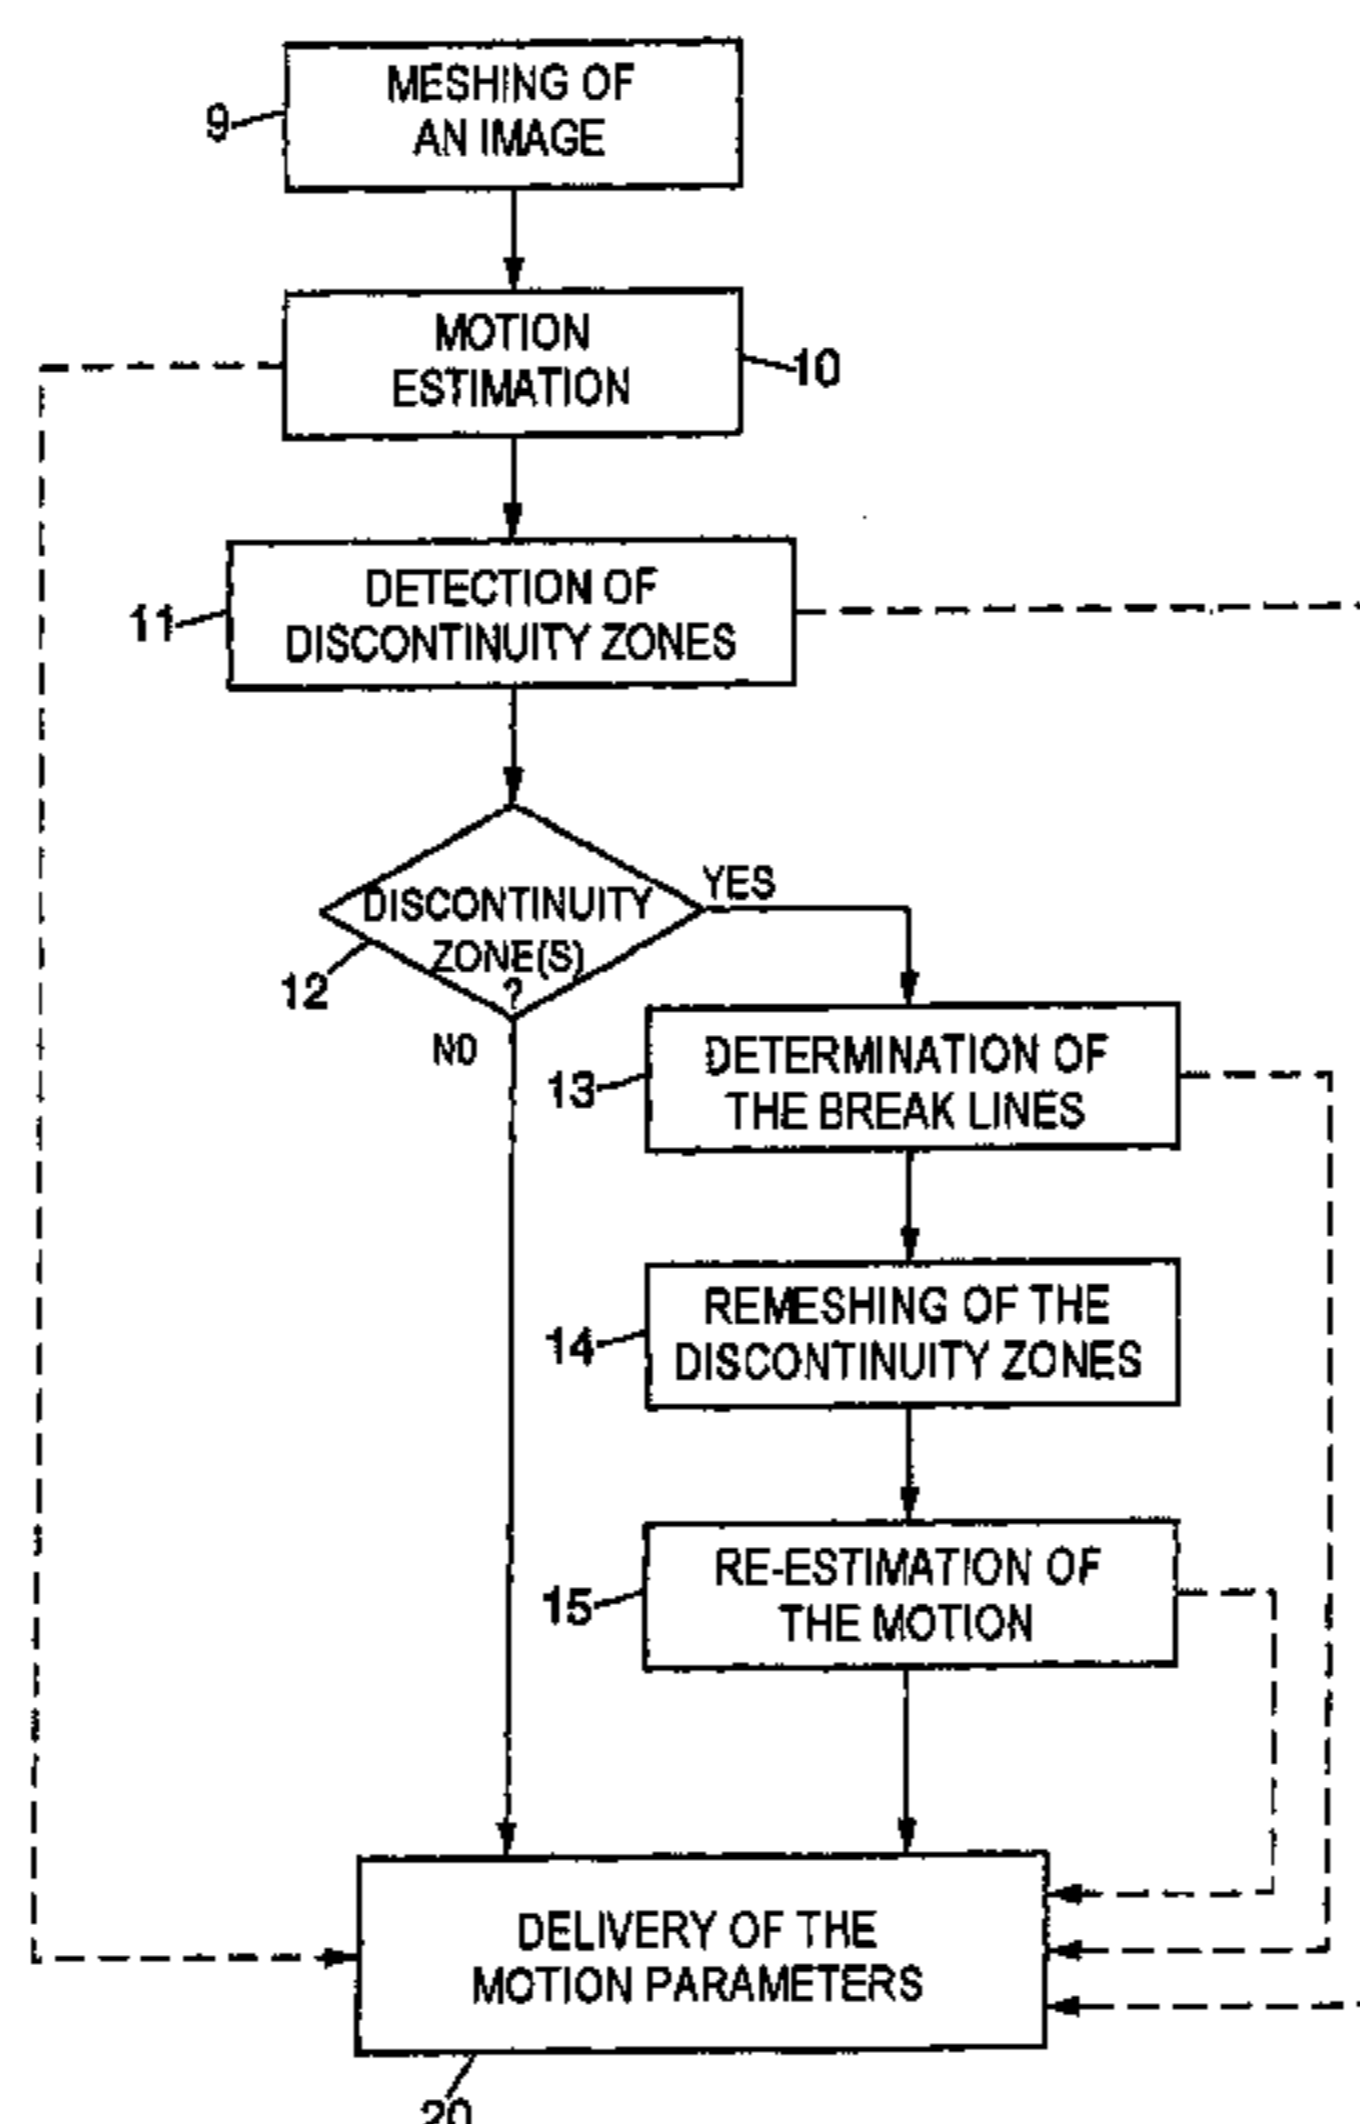 MESHING OF
AN IMAGE
9
MOTION
ESTIMATION
10
DETECTION OF
DISCONTINUITY ZONES
11
DISCONTINUITY
ZONE(S)
?
YES
12
NO
DETERMINATION OF
THE BREAK LINES
13
REMESHING OF THE
DISCONTINUITY ZONES
14
RE-ESTIMATION OF
THE MOTION
15
DELIVERY OF THE
MOTION PARAMETERS
20